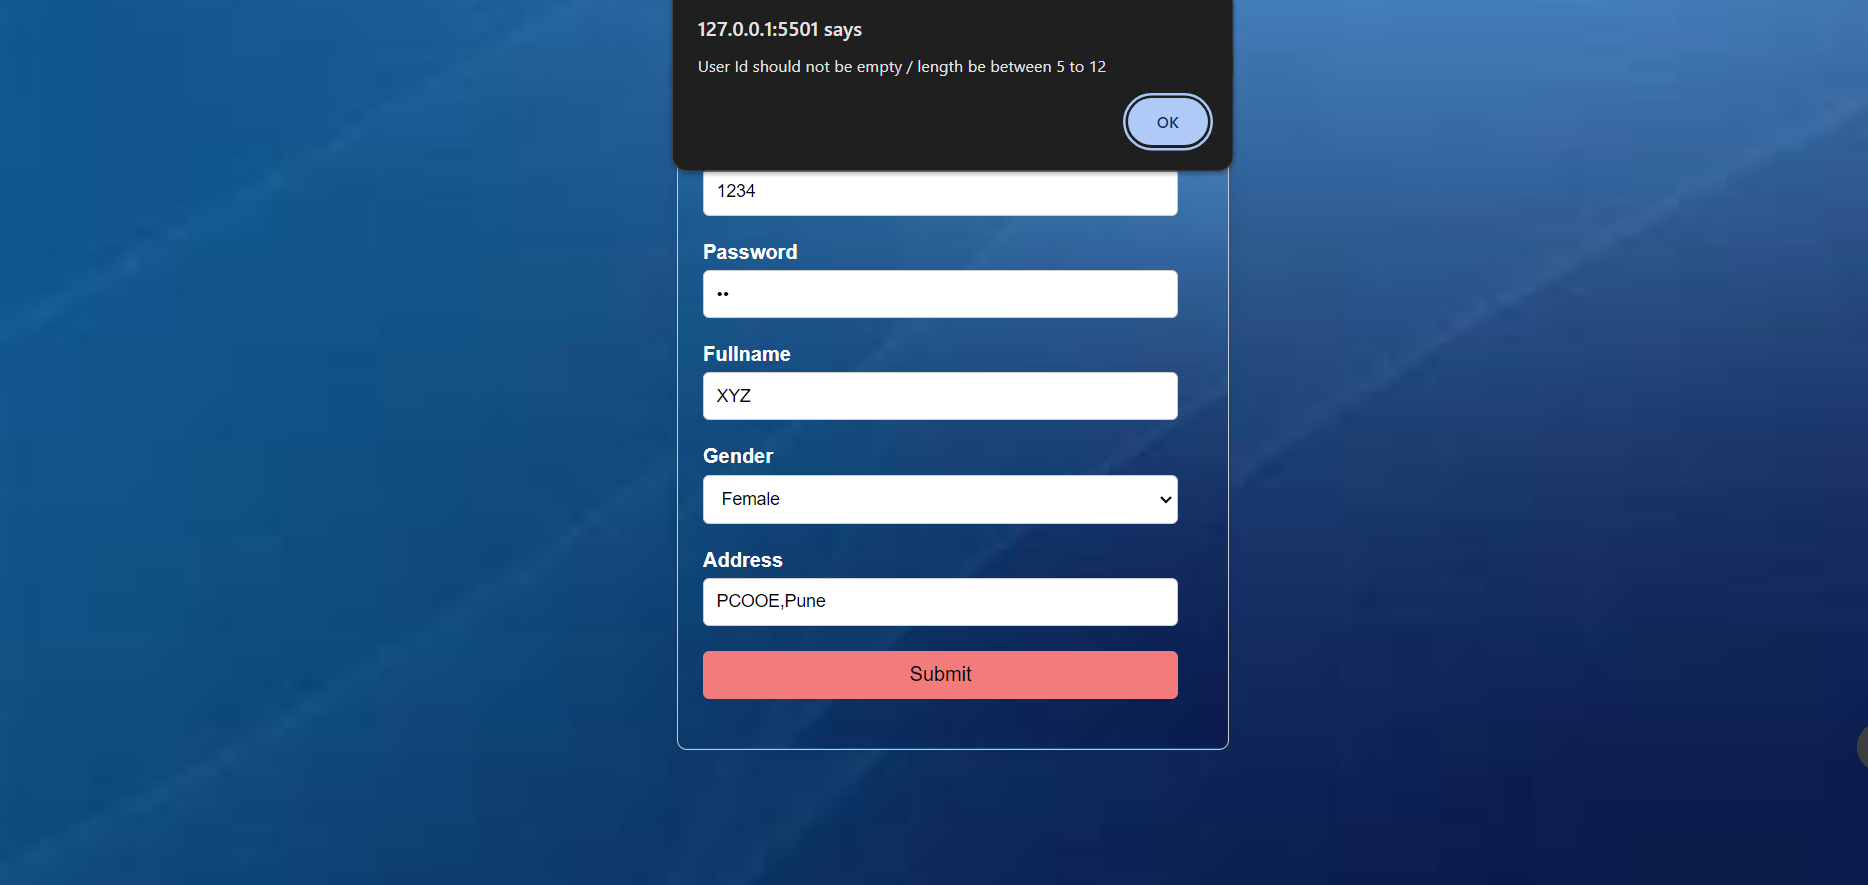 127.0.0.1:5501 says
User Id should not be empty / length be between 5 to 12
OK
1234
Password
••
Fullname
XYZ
Gender
Female
Address
PCOOE,Pune
Submit